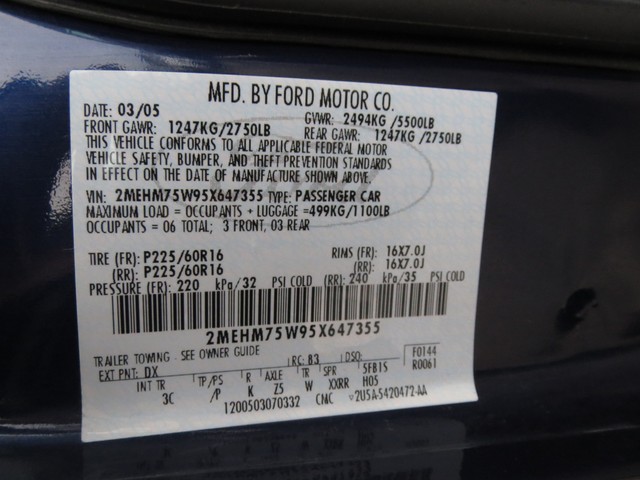 MFD. BY FORD MOTOR CO.
DATE: 03/05 GVWR: 2494KG/5500LB
FRONT GAWR: 1247KG/2750LB REAR GAWR: 1247KG/2750LB
THIS VEHICLE CONFORMS TO ALL APPLICABLE FEDERAL MOTOR
VEHICLE SAFETY, BUMPER, AND THEFT PREVENTION STANDARDS
IN EFFECT ON THE DATE OF MANUFACTURE SHOWN ABOVE.
VIN: 2MEHM75W95X647355 TYPE: PASSENGER CAR
MAXIMUM LOAD = OCCUPANTS + LUGGAGE =499KG/1100LB
OCCUPANTS = 06 TOTAL; 3 FRONT, 03 REAR
TIRE (FR): P225/60R16 RIMS (FR): 16X7.0J
(RR): P225/60R16 (RR): 16X7.0J
PRESSURE (FR): 220 kPa/32 PSI COLD (RR): 240 kPa/35 PSI COLD
2MEHM75W95X647355
TRAILER TOWING - SEE OWNER GUIDE
EXT PNT: DX RC: B3 DSO: F0144
R0061
INT TR TP/PS R AXLE TR SPR 5FB1S
3C /P K Z5 W XXRR H05
1200503070332 CMC 2U5A-5420472-AA